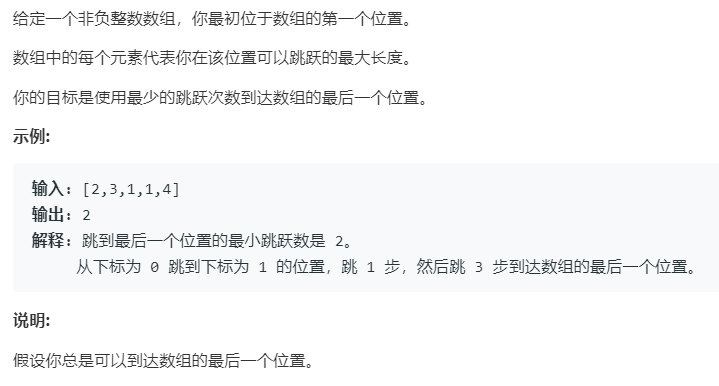 给定一个非负整数数组，你最初位于数组的第一个位置。
数组中的每个元素代表你在该位置可以跳跃的最大长度。
你的目标是使用最少的跳跃次数到达数组的最后一个位置。
示例:
输入: [2,3,1,1,4]
输出: 2
解释: 跳到最后一个位置的最小跳跃数是 2。
从下标为 0 跳到下标为 1 的位置，跳 1 步，然后跳 3 步到达数组的最后一个位置。
说明:
假设你总是可以到达数组的最后一个位置。